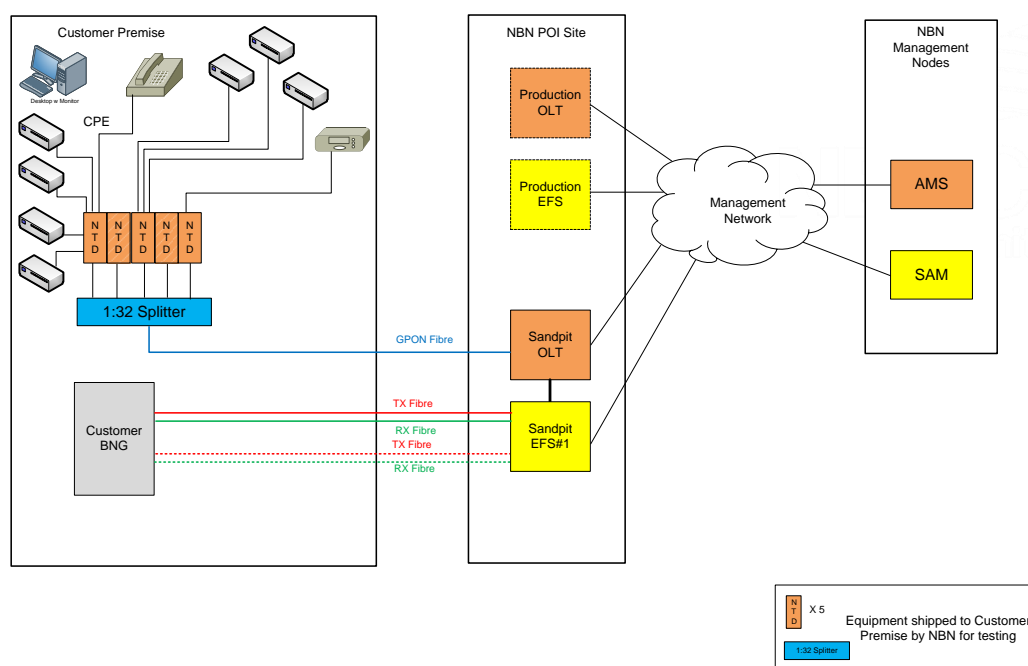 Customer Premise
Desktop w Monitor
CPE
N
T
D
N
T
D
N
T
D
N
T
D
N
T
D
1:32 Splitter
Customer
BNG
GPON Fibre
TX Fibre
RX Fibre
TX Fibre
RX Fibre
NBN POI Site
Production
OLT
Production
EFS
Sandpit
OLT
Sandpit
EFS#1
Management
Network
NBN
Management
Nodes
AMS
SAM
N
T
D
X 5
1:32 Splitter
Equipment shipped to Customer
Premise by NBN for testing